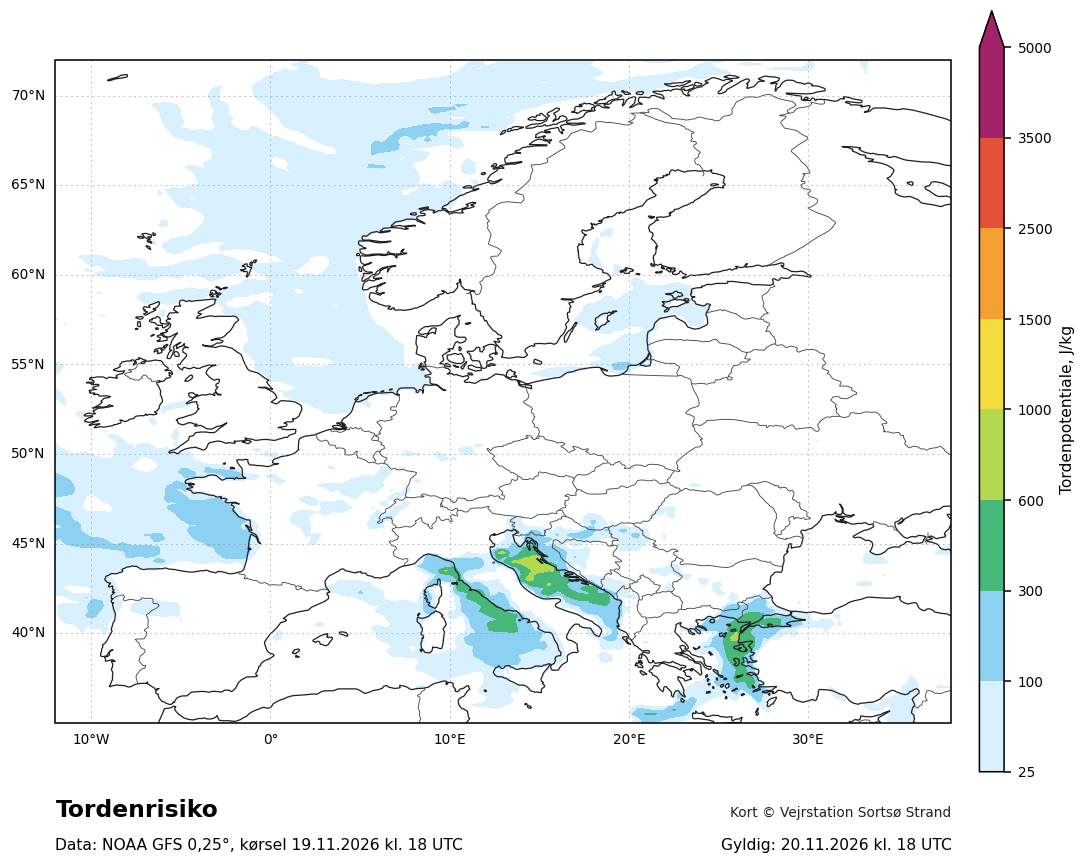 5000
3500
2500
1500
1000
600
300
100
25
Tordenpotentiale, J/kg
70°N
65°N
60°N
55°N
50°N
45°N
40°N
10°W
0°
10°E
20°E
30°E
Tordenrisiko
Kort © Vejrstation Sortsø Strand
Data: NOAA GFS 0,25°, kørsel 19.11.2026 kl. 18 UTC
Gyldig: 20.11.2026 kl. 18 UTC